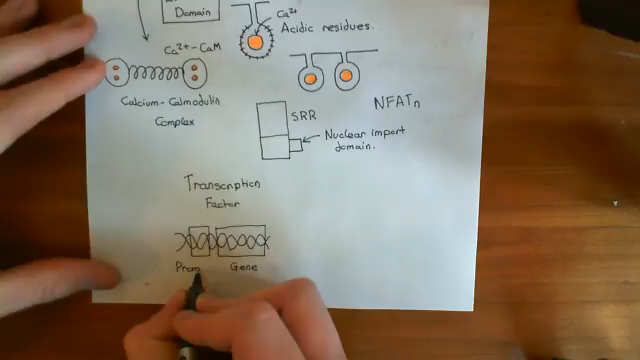 Domain
Ca²⁺
Acidic residues.
Ca²⁺-CaM
Calcium-Calmodulin
Complex
SRR
NFATn
Nuclear import
domain.
Transcription
Factor
Prom
Gene